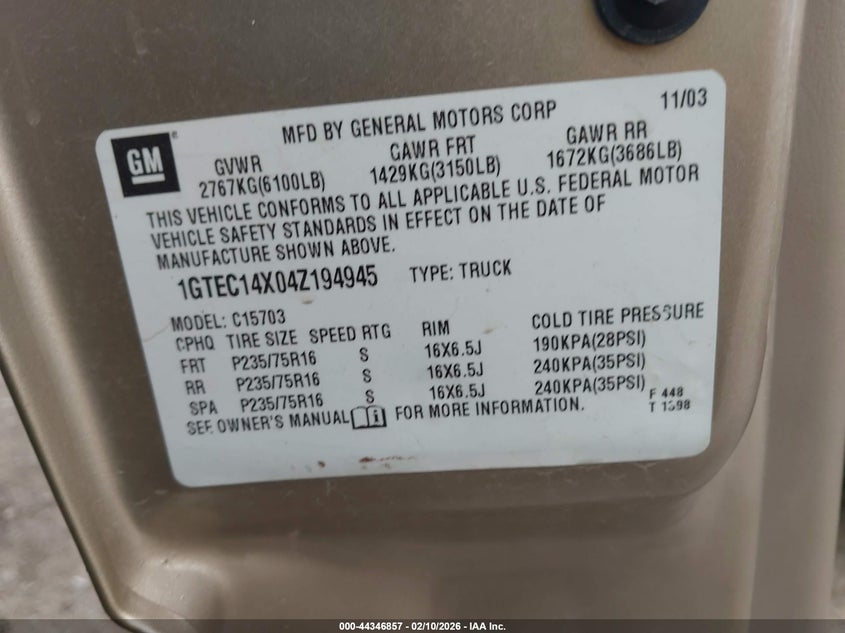 GM
MFD BY GENERAL MOTORS CORP 11/03
GVWR GAWR FRT GAWR RR
2767KG(6100LB) 1429KG(3150LB) 1672KG(3686LB)
THIS VEHICLE CONFORMS TO ALL APPLICABLE U.S. FEDERAL MOTOR
VEHICLE SAFETY STANDARDS IN EFFECT ON THE DATE OF
MANUFACTURE SHOWN ABOVE.
1GTEC14X04Z194945 TYPE: TRUCK
MODEL: C15703
CPHQ TIRE SIZE SPEED RTG RIM COLD TIRE PRESSURE
FRT P235/75R16 S 16X6.5J 190KPA(28PSI)
RR P235/75R16 S 16X6.5J 240KPA(35PSI)
SPA P235/75R16 S 16X6.5J 240KPA(35PSI)
SEE OWNER'S MANUAL FOR MORE INFORMATION.
F 448
T 1398
000-44346857 - 02/10/2026 - IAA Inc.